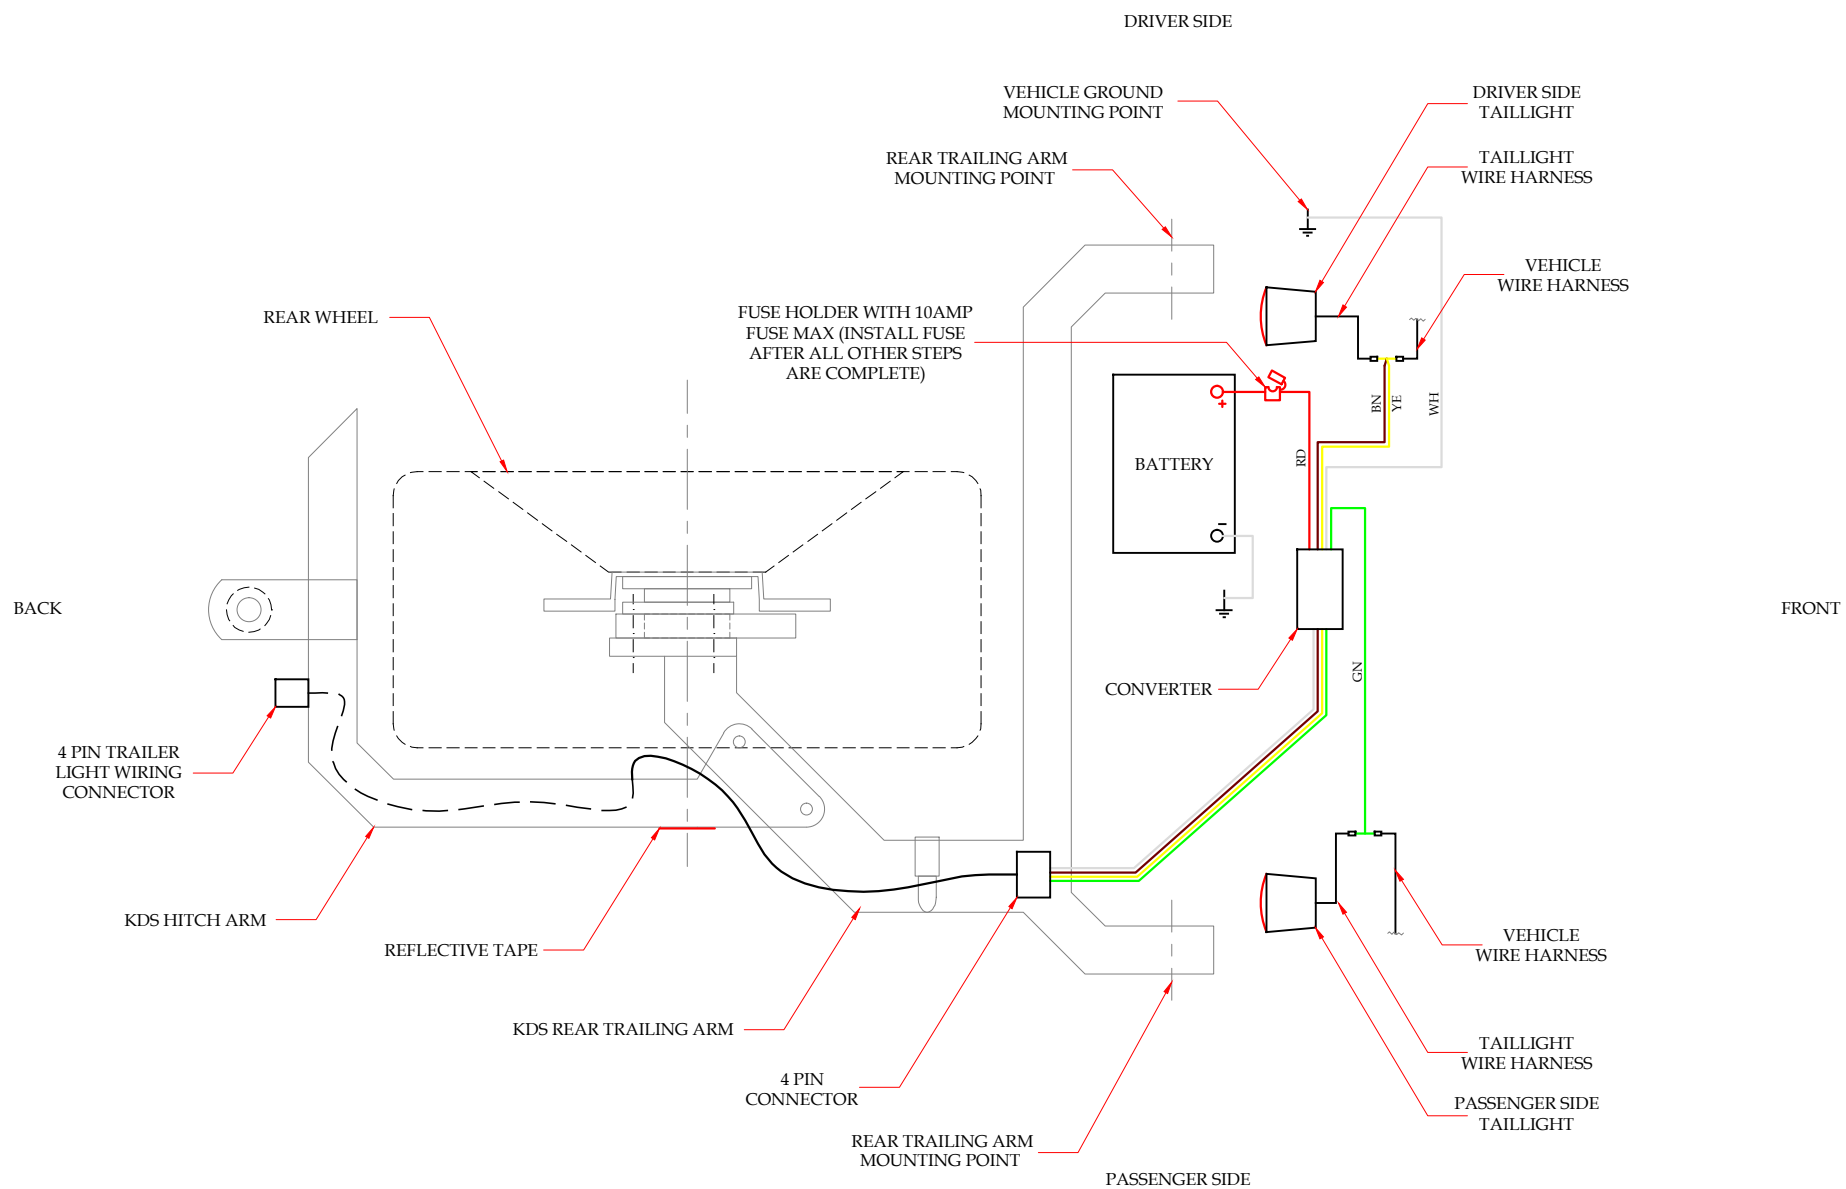 DRIVER SIDE
VEHICLE GROUND
MOUNTING POINT
DRIVER SIDE
TAILLIGHT
REAR TRAILING ARM
MOUNTING POINT
TAILLIGHT
WIRE HARNESS
VEHICLE
WIRE HARNESS
REAR WHEEL
FUSE HOLDER WITH 10AMP
FUSE MAX (INSTALL FUSE
AFTER ALL OTHER STEPS
ARE COMPLETE)
+
BN
YE
WH
RD
BATTERY
-
BACK
FRONT
GN
CONVERTER
4 PIN TRAILER
LIGHT WIRING
CONNECTOR
KDS HITCH ARM
REFLECTIVE TAPE
VEHICLE
WIRE HARNESS
KDS REAR TRAILING ARM
TAILLIGHT
WIRE HARNESS
4 PIN
CONNECTOR
PASSENGER SIDE
TAILLIGHT
REAR TRAILING ARM
MOUNTING POINT
PASSENGER SIDE